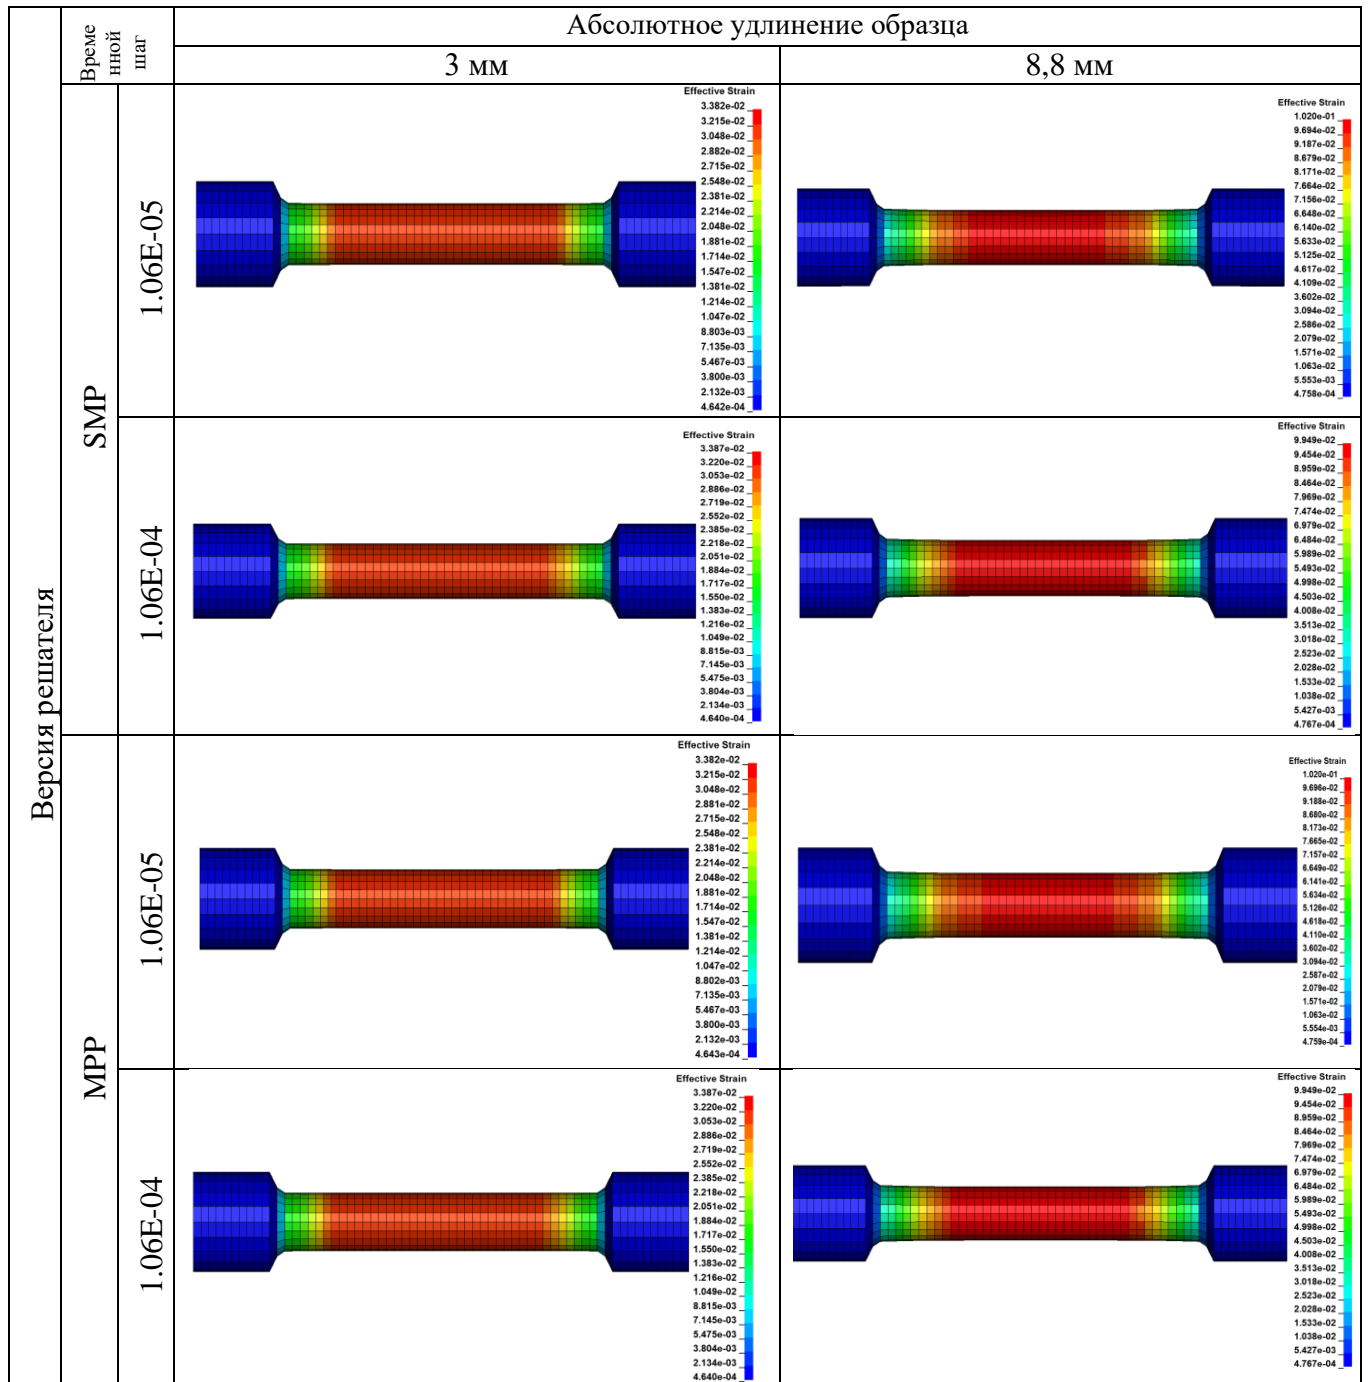 Абсолютное удлинение образца
Време
нной
шаг
3 мм
8,8 мм
Версия решателя
SMP
1.06E-05
Effective Strain
3.382e-02
3.215e-02
3.048e-02
2.882e-02
2.715e-02
2.548e-02
2.381e-02
2.214e-02
2.048e-02
1.881e-02
1.714e-02
1.547e-02
1.381e-02
1.214e-02
1.047e-02
8.803e-03
7.135e-03
5.467e-03
3.800e-03
2.132e-03
4.642e-04
Effective Strain
1.020e-01
9.694e-02
9.187e-02
8.679e-02
8.171e-02
7.664e-02
7.156e-02
6.648e-02
6.140e-02
5.633e-02
5.125e-02
4.617e-02
4.109e-02
3.602e-02
3.094e-02
2.586e-02
2.079e-02
1.571e-02
1.063e-02
5.553e-03
4.758e-04
1.06E-04
Effective Strain
3.387e-02
3.220e-02
3.053e-02
2.886e-02
2.719e-02
2.552e-02
2.385e-02
2.218e-02
2.051e-02
1.884e-02
1.717e-02
1.550e-02
1.383e-02
1.216e-02
1.049e-02
8.815e-03
7.145e-03
5.475e-03
3.804e-03
2.134e-03
4.640e-04
Effective Strain
9.949e-02
9.454e-02
8.959e-02
8.464e-02
7.969e-02
7.474e-02
6.979e-02
6.484e-02
5.989e-02
5.493e-02
4.998e-02
4.503e-02
4.008e-02
3.513e-02
3.018e-02
2.523e-02
2.028e-02
1.533e-02
1.038e-02
5.427e-03
4.767e-04
MPP
1.06E-05
Effective Strain
3.382e-02
3.215e-02
3.048e-02
2.881e-02
2.715e-02
2.548e-02
2.381e-02
2.214e-02
2.048e-02
1.881e-02
1.714e-02
1.547e-02
1.381e-02
1.214e-02
1.047e-02
8.802e-03
7.135e-03
5.467e-03
3.800e-03
2.132e-03
4.643e-04
Effective Strain
1.020e-01
9.696e-02
9.188e-02
8.680e-02
8.173e-02
7.665e-02
7.157e-02
6.649e-02
6.141e-02
5.634e-02
5.126e-02
4.618e-02
4.110e-02
3.602e-02
3.094e-02
2.587e-02
2.079e-02
1.571e-02
1.063e-02
5.554e-03
4.759e-04
1.06E-04
Effective Strain
3.387e-02
3.220e-02
3.053e-02
2.886e-02
2.719e-02
2.552e-02
2.385e-02
2.218e-02
2.051e-02
1.884e-02
1.717e-02
1.550e-02
1.383e-02
1.216e-02
1.049e-02
8.815e-03
7.145e-03
5.475e-03
3.804e-03
2.134e-03
4.640e-04
Effective Strain
9.949e-02
9.454e-02
8.959e-02
8.464e-02
7.969e-02
7.474e-02
6.979e-02
6.484e-02
5.989e-02
5.493e-02
4.998e-02
4.503e-02
4.008e-02
3.513e-02
3.018e-02
2.523e-02
2.028e-02
1.533e-02
1.038e-02
5.427e-03
4.767e-04